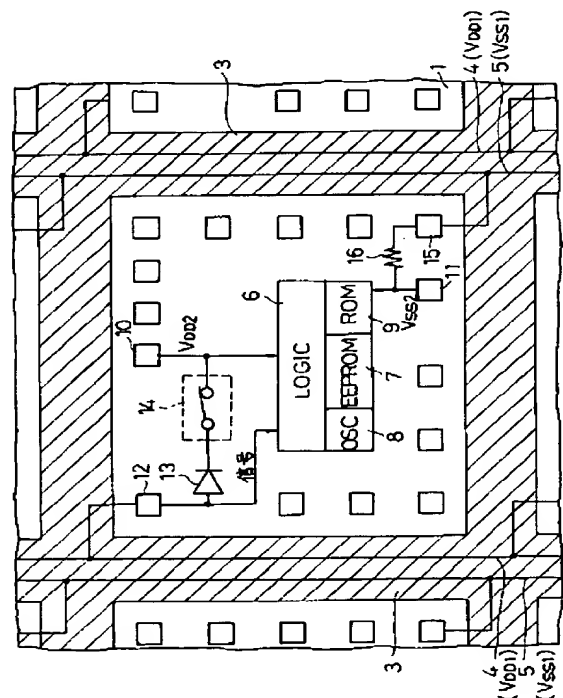 1
3
4 (VDD1)
5 (VSS1)
10
VDD2
14
12
13
信号
6
LOGIC
OSC
EEPROM
ROM
8
7
9
VSS2
16
15
11
3
4
(VDD1)
5
(VSS1)